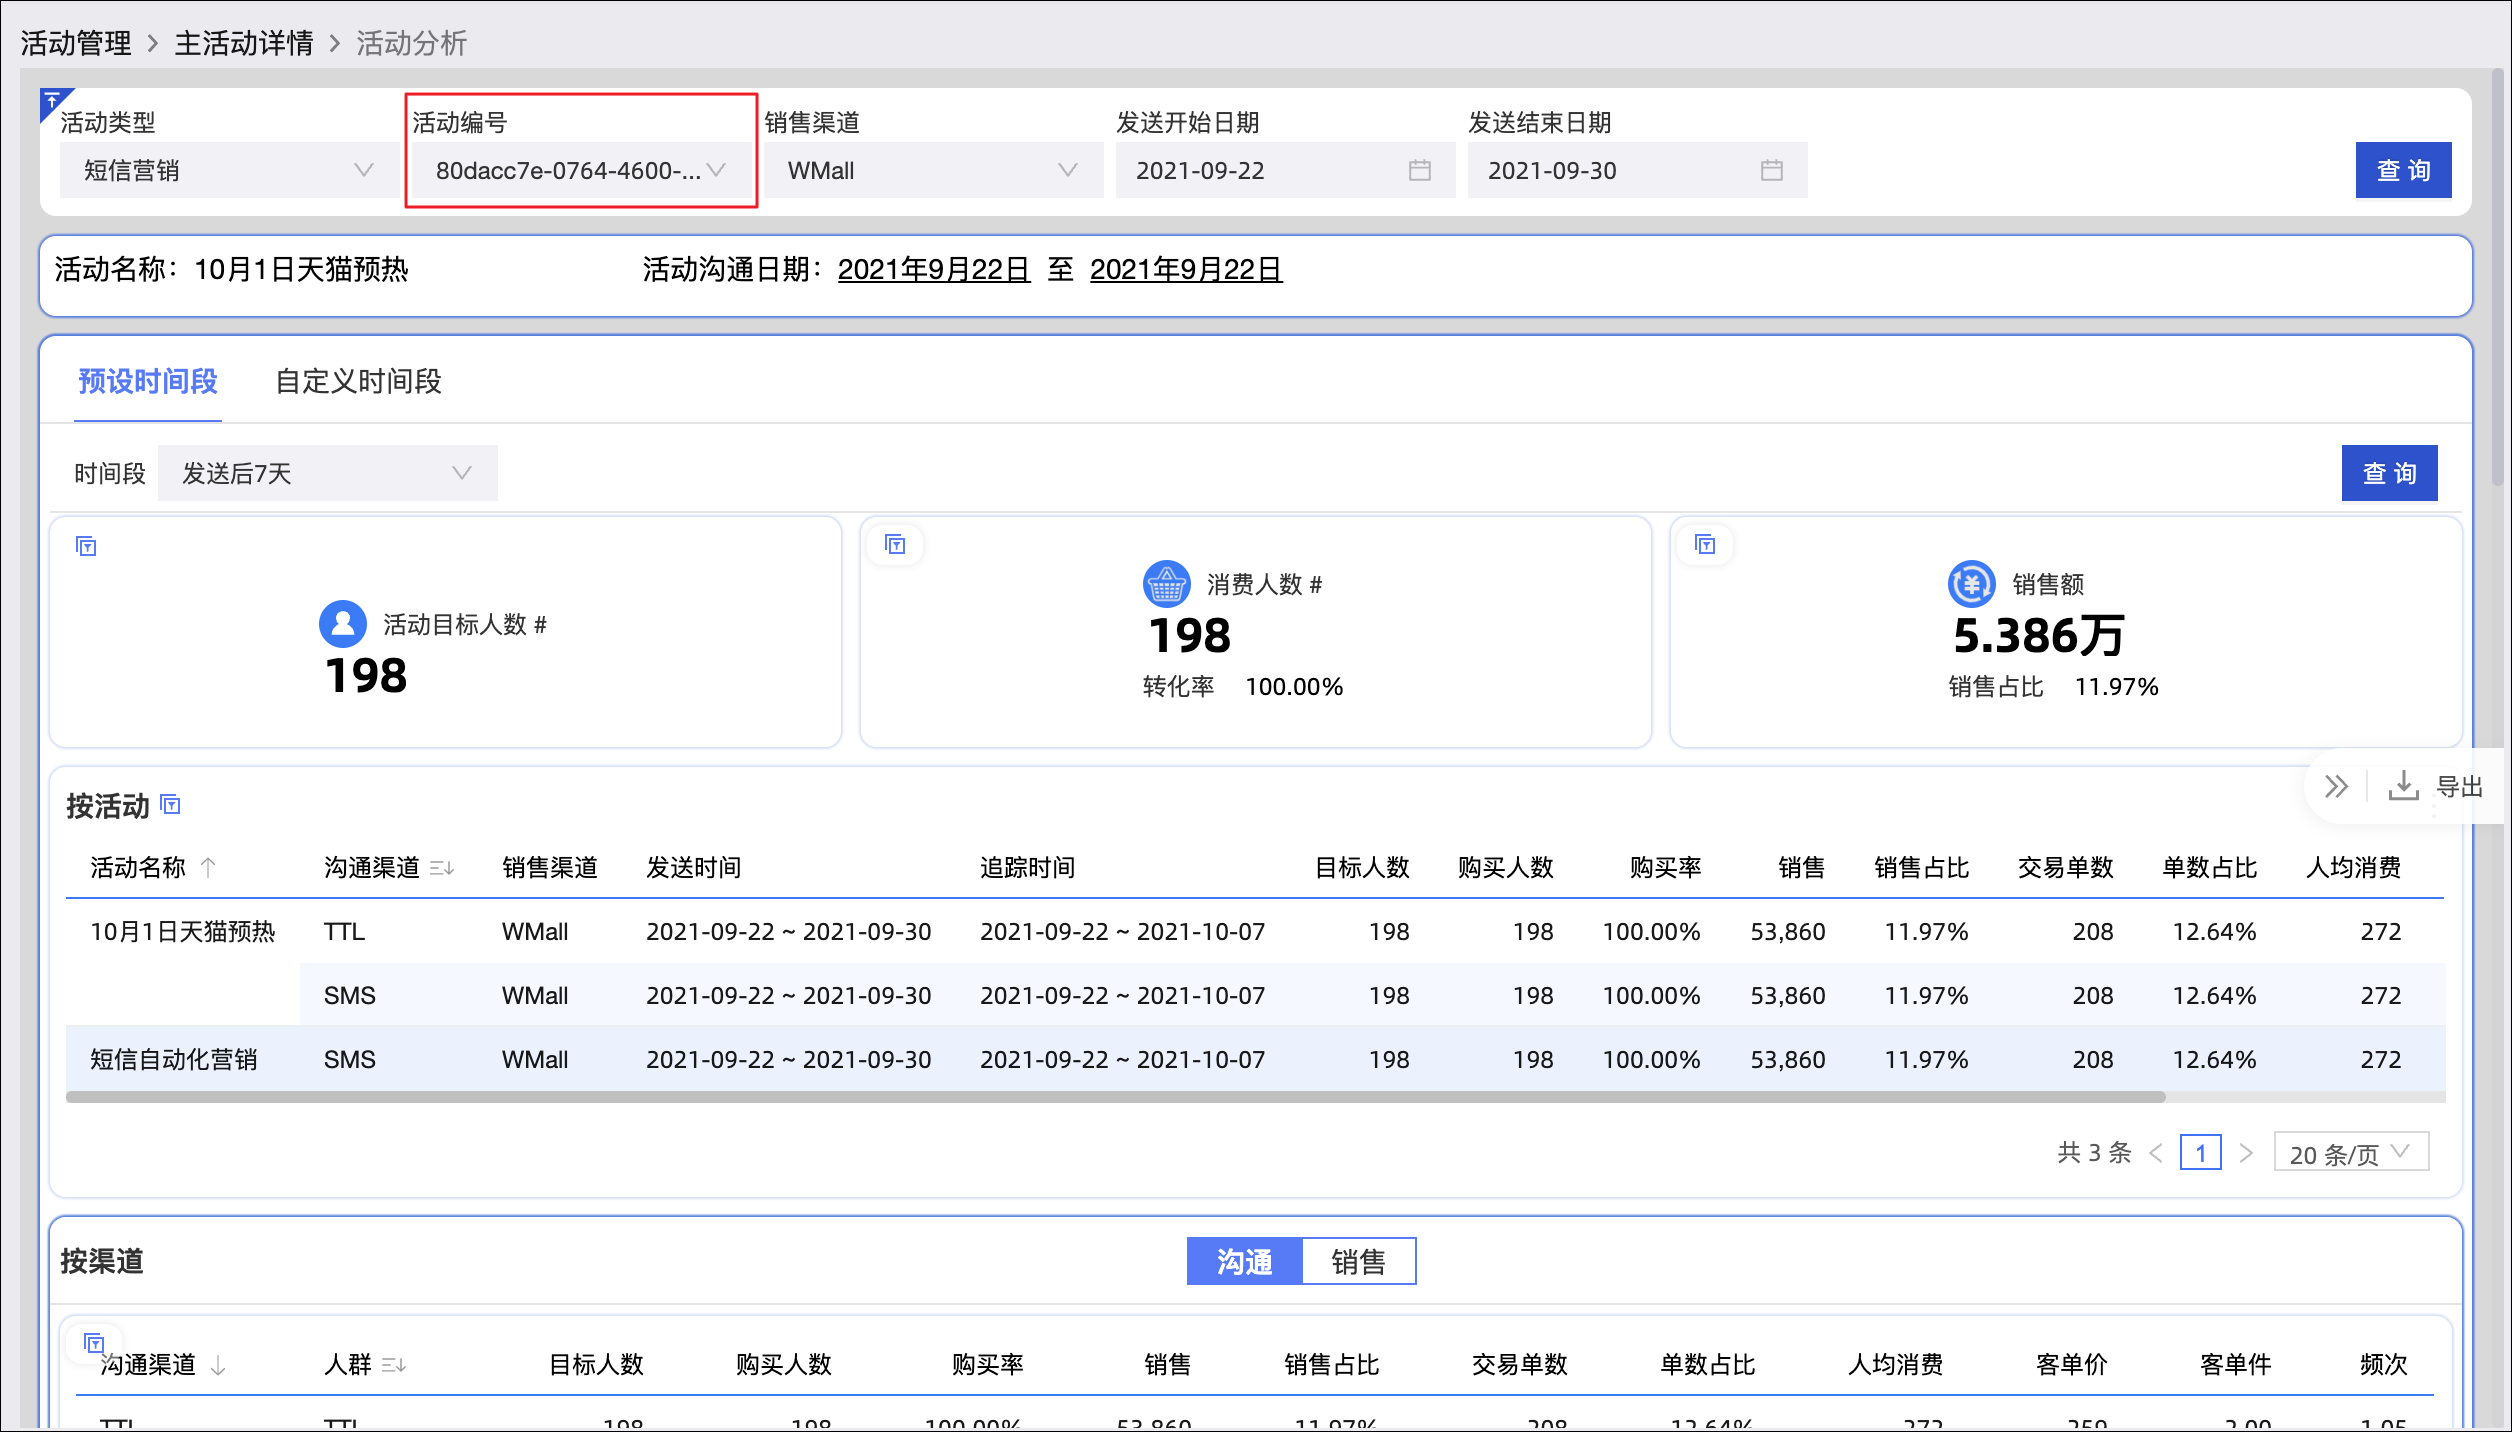 活动管理 > 主活动详情 > 活动分析
活动类型 活动编号 销售渠道 发送开始日期 发送结束日期
短信营销 80dacc7e-0764-4600-... WMall 2021-09-22 2021-09-30 查 询
活动名称：10月1日天猫预热 活动沟通日期：2021年9月22日 至 2021年9月22日
预设时间段 自定义时间段
时间段 发送后7天 查 询
活动目标人数 #
198
消费人数 #
198
转化率 100.00%
销售额
5.386万
销售占比 11.97%
导出
按活动
活动名称 沟通渠道 销售渠道 发送时间 追踪时间 目标人数 购买人数 购买率 销售 销售占比 交易单数 单数占比 人均消费
10月1日天猫预热 TTL WMall 2021-09-22 ~ 2021-09-30 2021-09-22 ~ 2021-10-07 198 198 100.00% 53,860 11.97% 208 12.64% 272
SMS WMall 2021-09-22 ~ 2021-09-30 2021-09-22 ~ 2021-10-07 198 198 100.00% 53,860 11.97% 208 12.64% 272
短信自动化营销 SMS WMall 2021-09-22 ~ 2021-09-30 2021-09-22 ~ 2021-10-07 198 198 100.00% 53,860 11.97% 208 12.64% 272
共 3 条 < 1 > 20 条/页
按渠道 沟通 销售
沟通渠道 人群 目标人数 购买人数 购买率 销售 销售占比 交易单数 单数占比 人均消费 客单价 客单件 频次
TTL TTL 198 198 100.00% 53,860 11.97% 208 12.64% 272 259